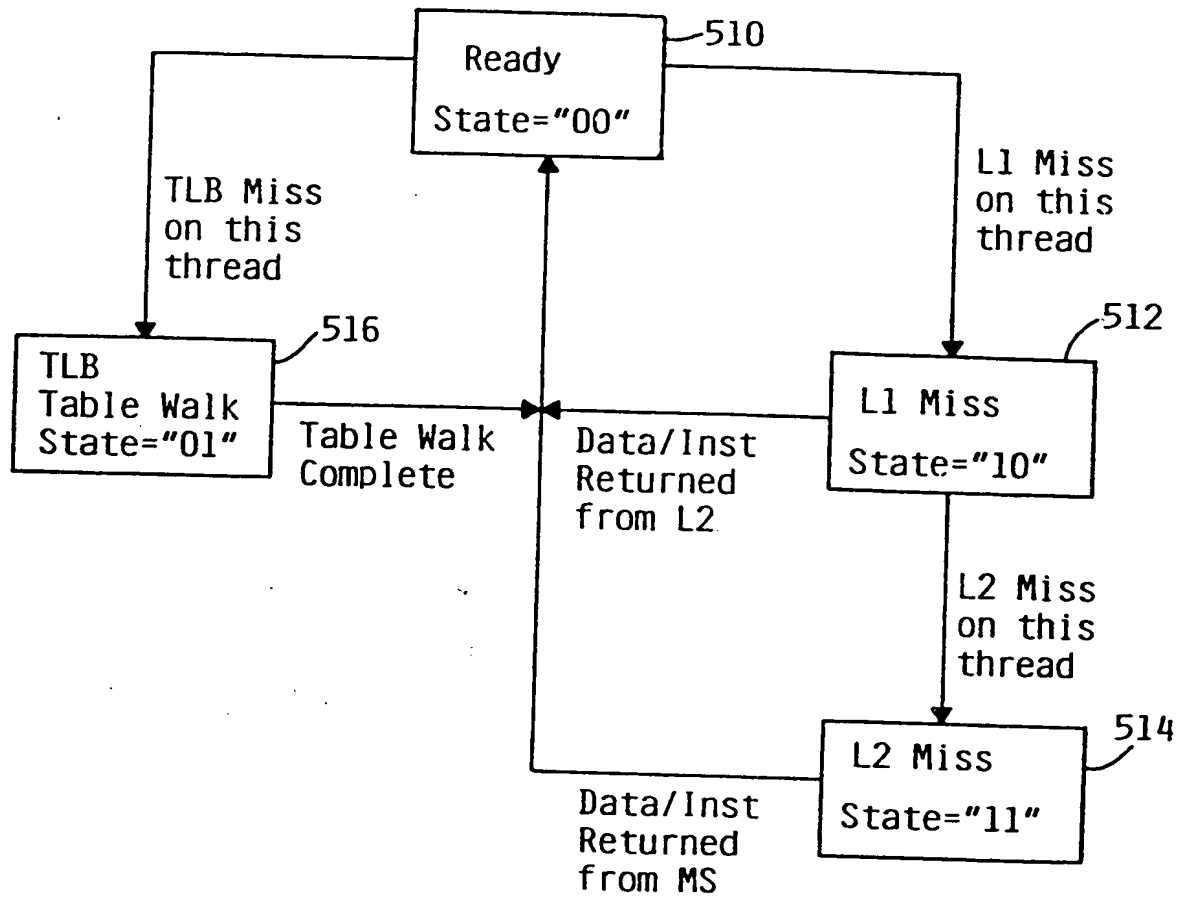 510
Ready
State="00"
TLB Miss
on this
thread
L1 Miss
on this
thread
516
512
TLB
Table Walk
State="01"
Table Walk
Complete
Data/Inst
Returned
from L2
L1 Miss
State="10"
L2 Miss
on this
thread
514
L2 Miss
State="11"
Data/Inst
Returned
from MS